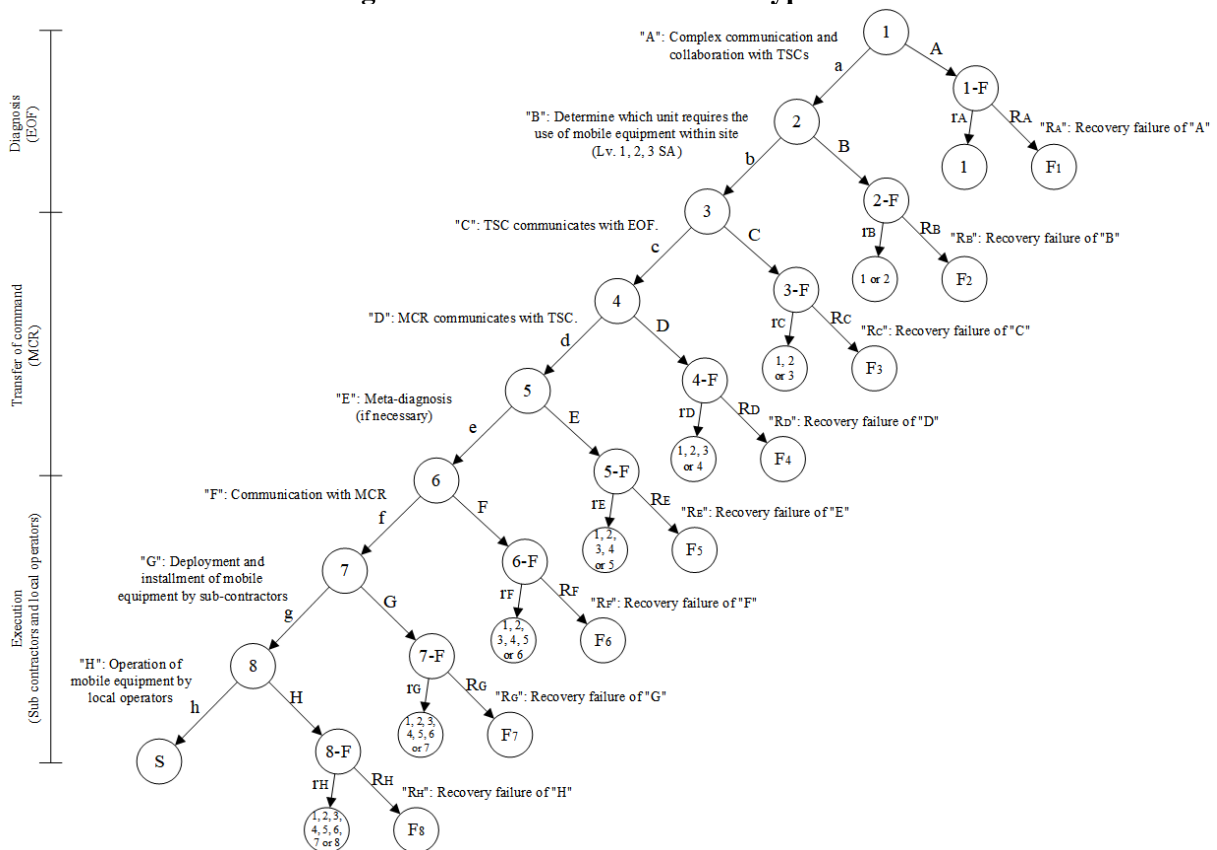 1
"A": Complex communication and
collaboration with TSCs
a
A
1-F
rA
RA
"RA": Recovery failure of "A"
1
F1
Diagnosis
(EOF)
2
"B": Determine which unit requires the
use of mobile equipment within site
(Lv. 1, 2, 3 SA)
b
B
2-F
rB
RB
"RB": Recovery failure of "B"
1 or 2
F2
3
"C": TSC communicates with EOF.
c
C
3-F
rC
RC
"RC": Recovery failure of "C"
1, 2
or 3
F3
Transfer of command
(MCR)
4
"D": MCR communicates with TSC.
d
D
4-F
rD
RD
"RD": Recovery failure of "D"
1, 2, 3
or 4
F4
5
"E": Meta-diagnosis
(if necessary)
e
E
5-F
rE
RE
"RE": Recovery failure of "E"
1, 2,
3, 4
or 5
F5
Execution
(Sub contractors and local operators)
6
"F": Communication with MCR
f
F
6-F
rF
RF
"RF": Recovery failure of "F"
1, 2,
3, 4, 5
or 6
F6
7
"G": Deployment and
installment of mobile
equipment by sub-contractors
g
G
7-F
rG
RG
"RG": Recovery failure of "G"
1, 2, 3,
4, 5, 6
or 7
F7
8
"H": Operation of
mobile equipment by
local operators
h
H
S
8-F
rH
RH
"RH": Recovery failure of "H"
1, 2, 3,
4, 5, 6,
7 or 8
F8